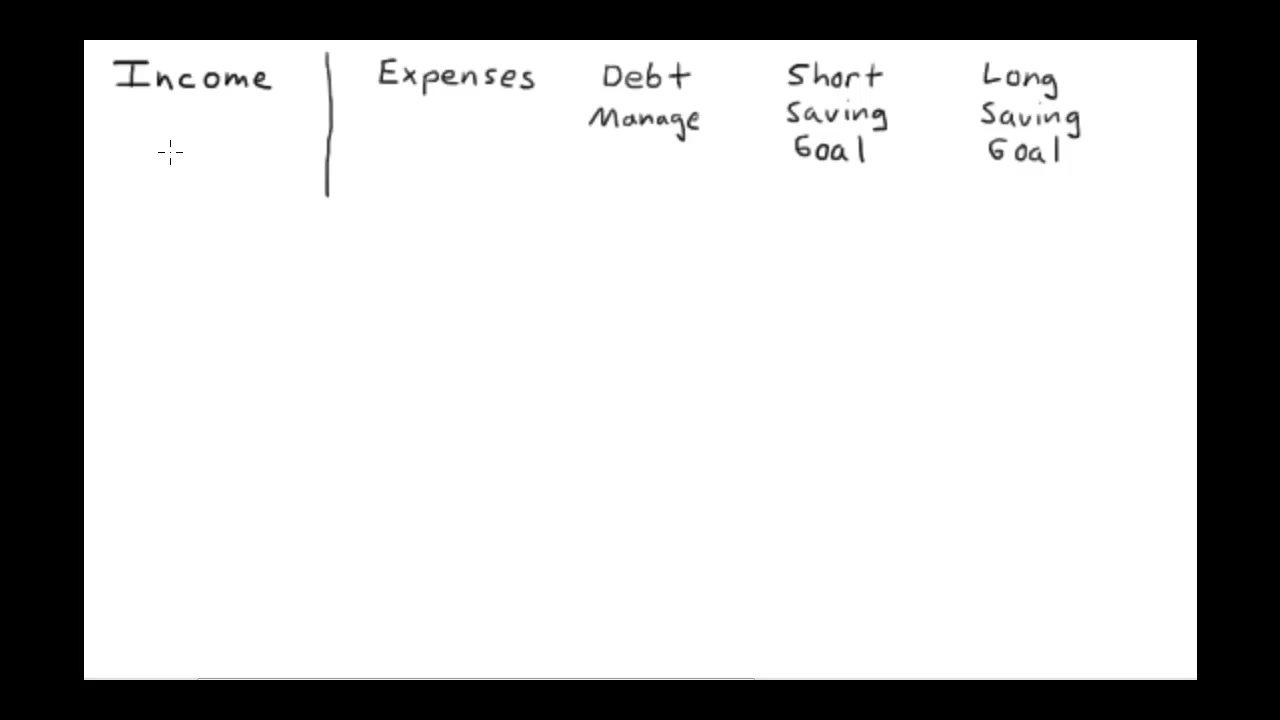 Income
Expenses
Debt
Manage
Short
Saving
Goal
Long
Saving
Goal